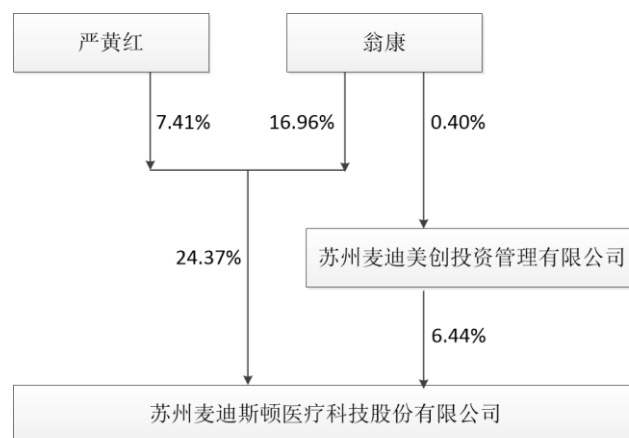 严黄红
翁康
7.41%
16.96%
0.40%
24.37%
苏州麦迪美创投资管理有限公司
6.44%
苏州麦迪斯顿医疗科技股份有限公司